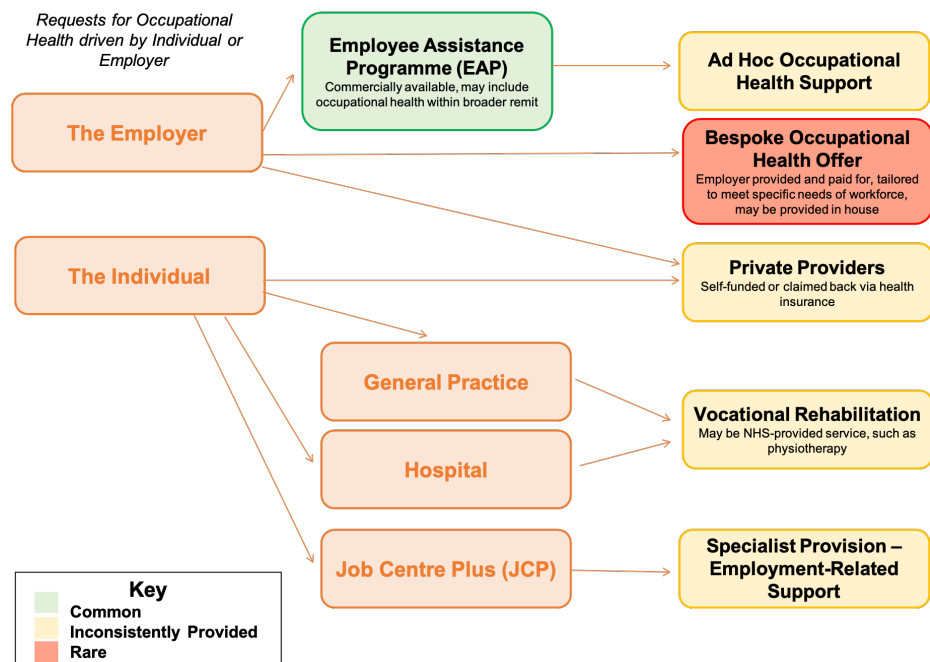 Requests for Occupational
Health driven by Individual or
Employer
Employee Assistance
Programme (EAP)
Commercially available, may include
occupational health within broader remit
Ad Hoc Occupational
Health Support
The Employer
Bespoke Occupational
Health Offer
Employer provided and paid for, tailored
to meet specific needs of workforce,
may be provided in house
The Individual
Private Providers
Self-funded or claimed back via health
insurance
General Practice
Vocational Rehabilitation
May be NHS-provided service, such as
physiotherapy
Hospital
Job Centre Plus (JCP)
Specialist Provision –
Employment-Related
Support
Key
Common
Inconsistently Provided
Rare